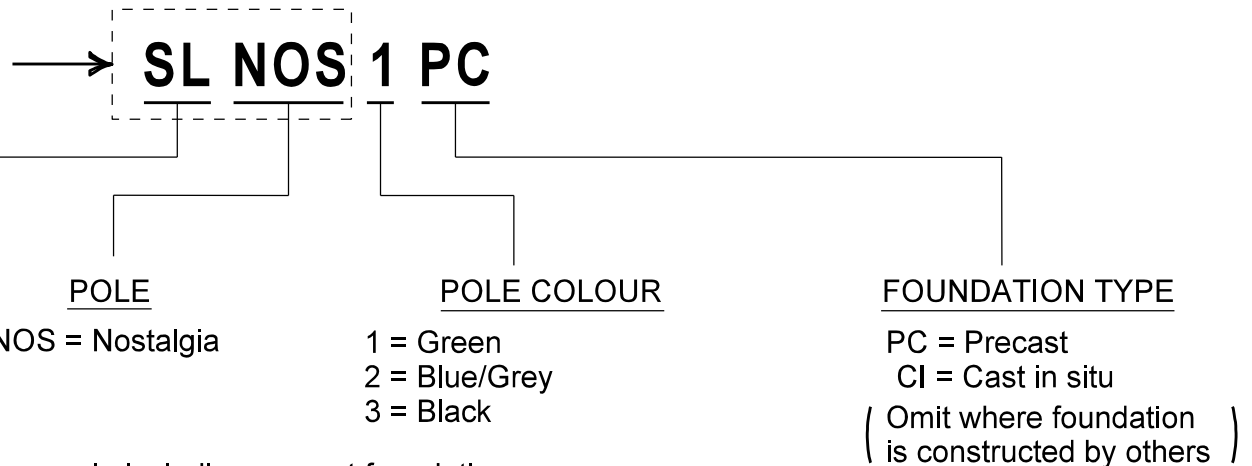 SL NOS 1 PC
POLE
NOS = Nostalgia
POLE COLOUR
1 = Green
2 = Blue/Grey
3 = Black
FOUNDATION TYPE
PC = Precast
CI = Cast in situ
( Omit where foundation
is constructed by others )